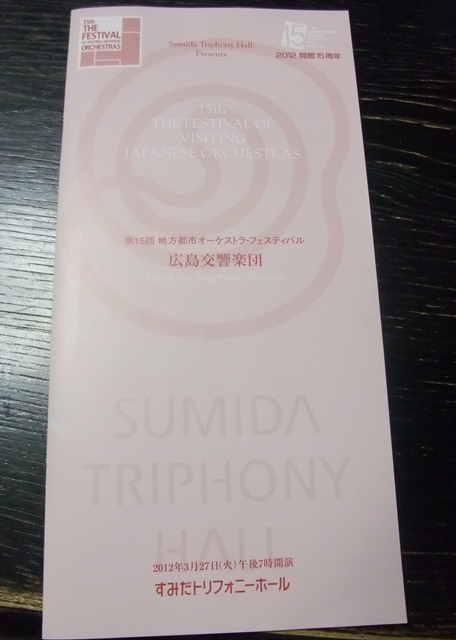 15th
THE
FESTIVAL
OF VISITING JAPANESE
ORCHESTRAS
Sumida Triphony Hall
Presents
15
2012 開館15周年
15th
THE FESTIVAL OF
VISITING
JAPANESE ORCHESTRAS
第15回 地方都市オーケストラ・フェスティバル
広島交響楽団
SUMIDA
TRIPHONY
HALL
2012年3月27日(火)午後7時開演
すみだトリフォニーホール